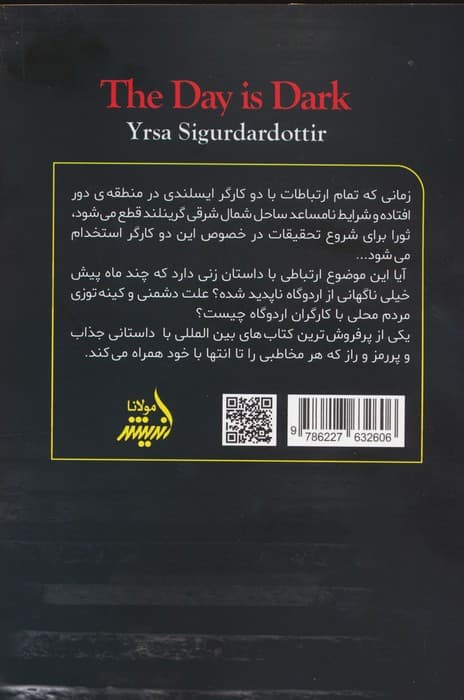 The Day is Dark
Yrsa Sigurdardottir
زمانی که تمام ارتباطات با دو کارگر ایسلندی در منطقه‌ی دور
افتاده و شرایط نامساعد ساحل شمال شرقی گرینلند قطع می‌شود،
ثورا برای شروع تحقیقات در خصوص این دو کارگر استخدام
می‌شود...
آیا این موضوع ارتباطی با داستان زنی دارد که چند ماه پیش
خیلی ناگهانی از اردوگاه ناپدید شده؟ علت دشمنی و کینه‌توزی
مردم محلی با کارگران اردوگاه چیست؟
یکی از پرفروش‌ترین کتاب‌های بین المللی با داستانی جذاب
و پررمز و راز که هر مخاطبی را تا انتها با خود همراه می‌کند.
مولانا
اندیشه
9 786227 632606